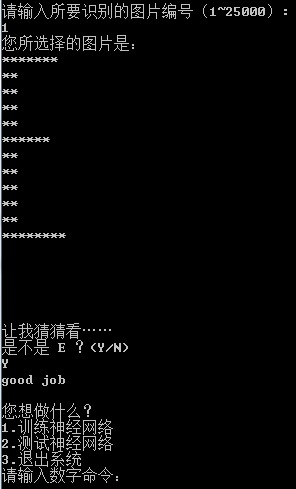 请输入所要识别的图片编号（1~25000）:
1
您所选择的图片是：
*******
**
**
**
**
******
**
**
**
**
**
********
让我猜猜看……
是不是 E ？(Y/N)
Y
good job
您想做什么？
1.训练神经网络
2.测试神经网络
3.退出系统
请输入数字命令：